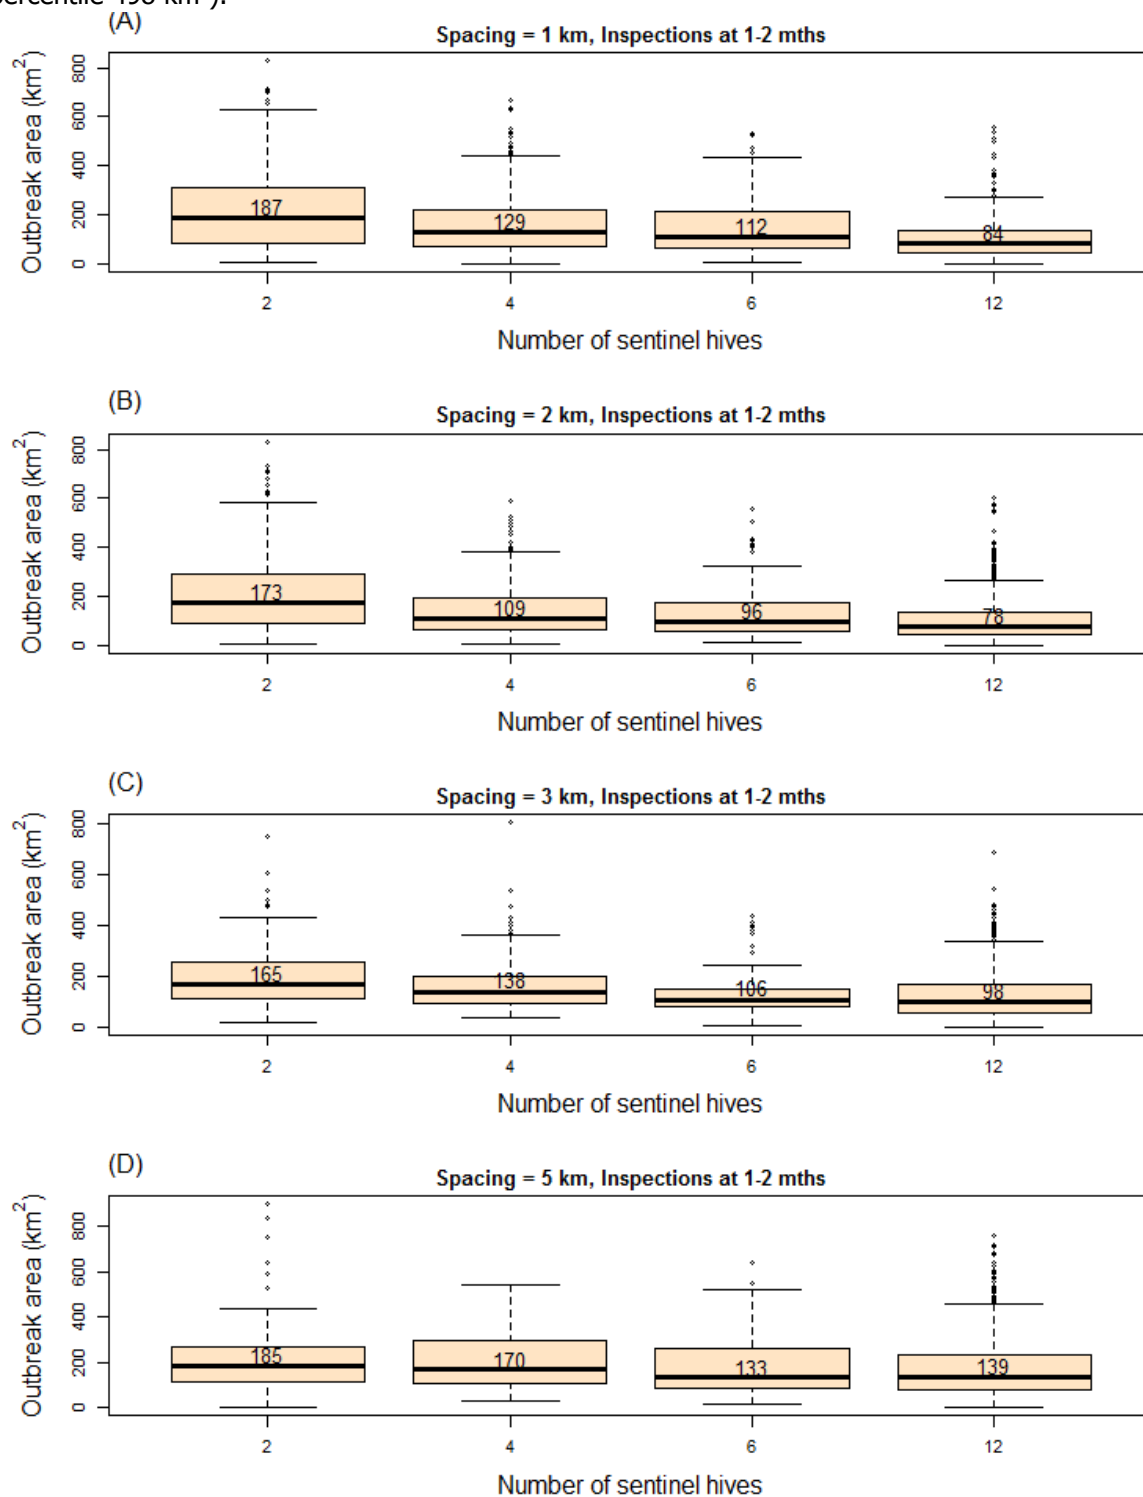 percentile 490 km²).
(A)
Spacing = 1 km, Inspections at 1-2 mths
Outbreak area (km²)
800
600
400
200
0
187
129
112
84
2 4 6 12
Number of sentinel hives
(B)
Spacing = 2 km, Inspections at 1-2 mths
Outbreak area (km²)
800
600
400
200
0
173
109
96
78
2 4 6 12
Number of sentinel hives
(C)
Spacing = 3 km, Inspections at 1-2 mths
Outbreak area (km²)
800
600
400
200
0
165
138
106
98
2 4 6 12
Number of sentinel hives
(D)
Spacing = 5 km, Inspections at 1-2 mths
Outbreak area (km²)
800
600
400
200
0
185
170
133
139
2 4 6 12
Number of sentinel hives